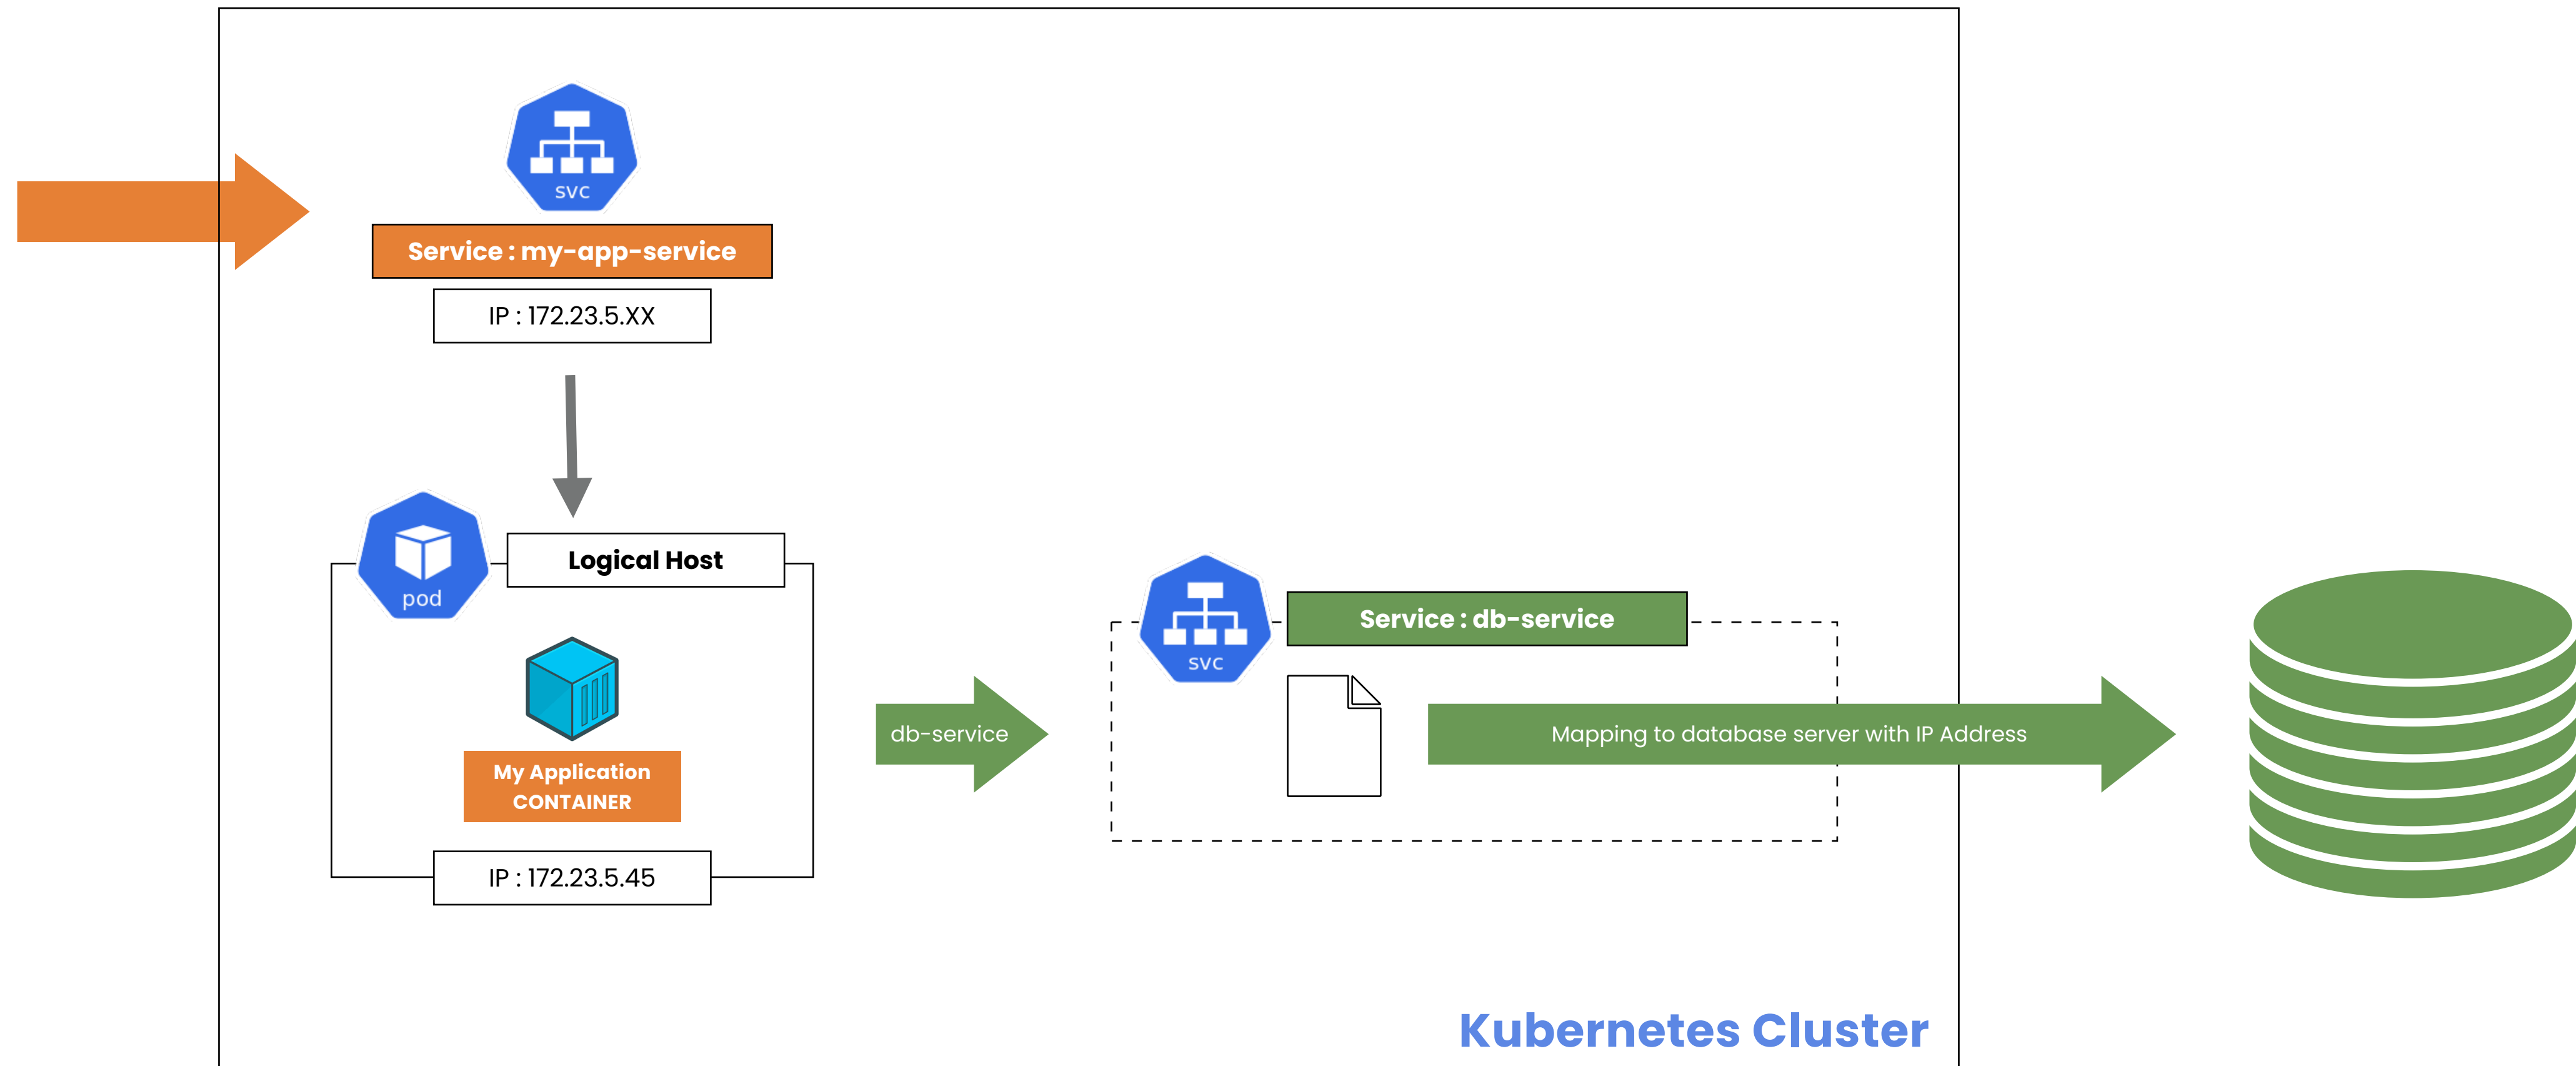 svc
Service : my-app-service
IP : 172.23.5.XX
pod
Logical Host
My Application
CONTAINER
IP : 172.23.5.45
db-service
svc
Service : db-service
Mapping to database server with IP Address
Kubernetes Cluster